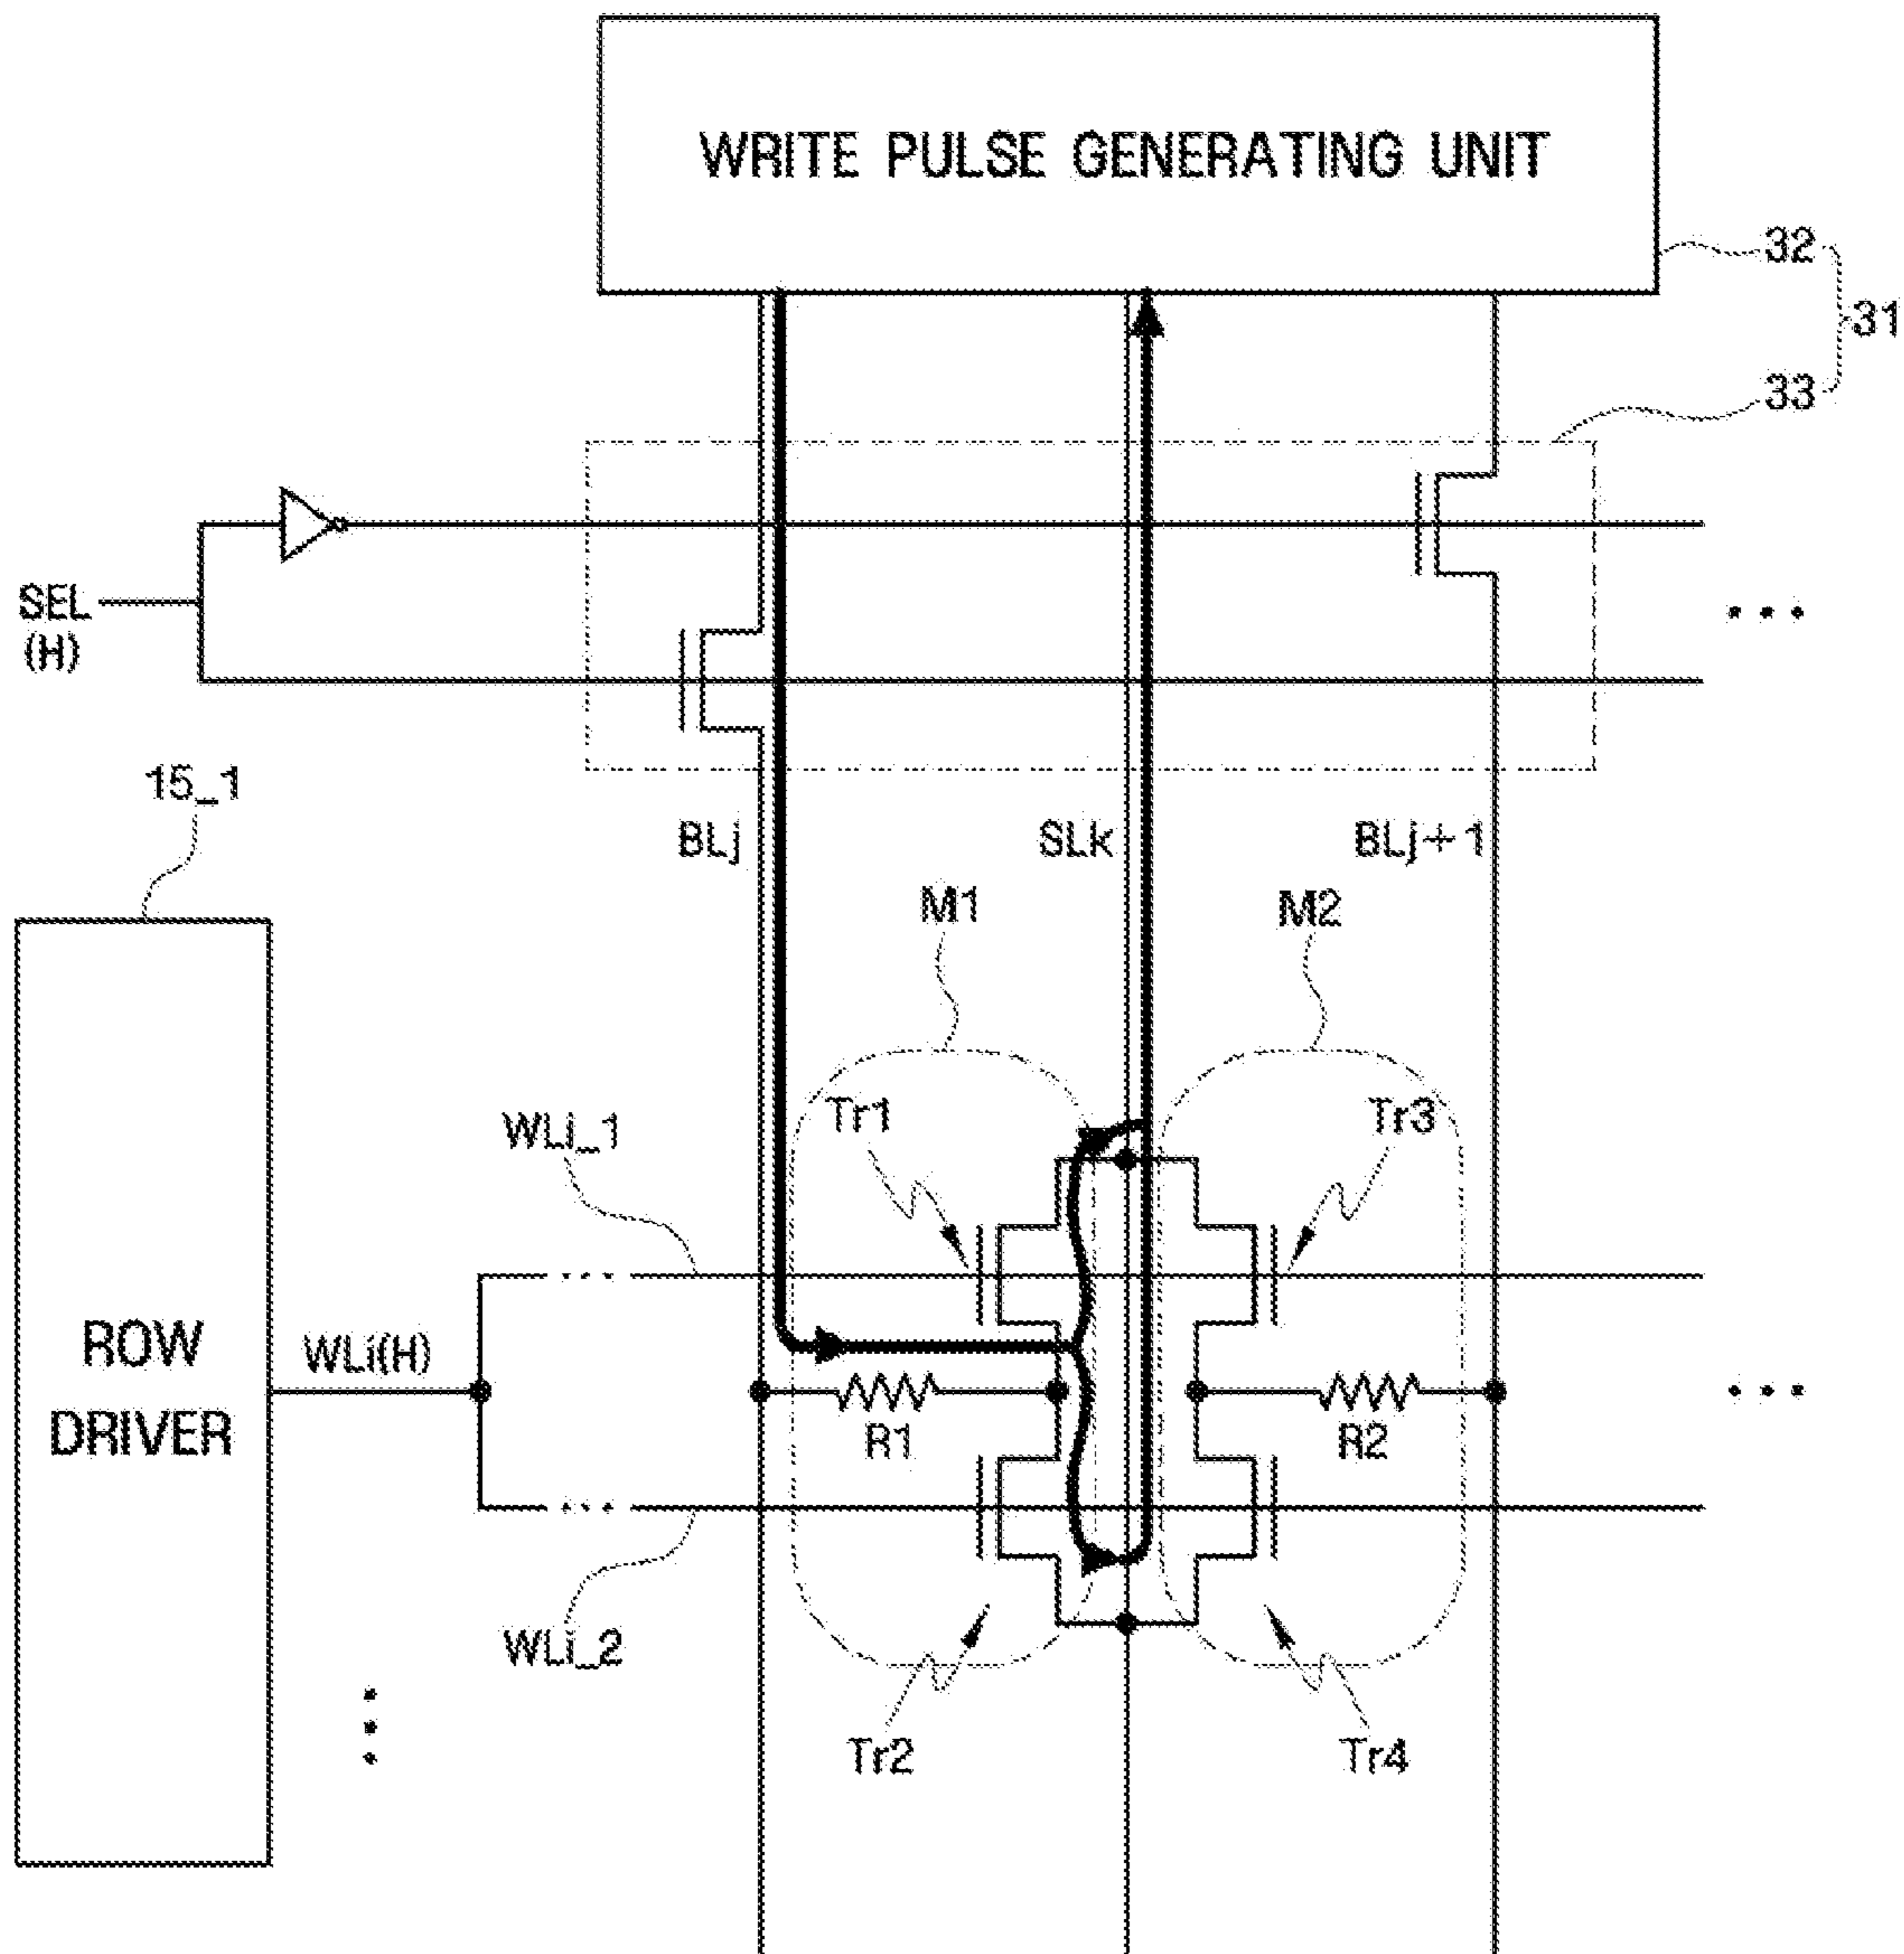 WRITE PULSE GENERATING UNIT
32
31
33
SEL
(H)
...
15_1
BLj
SLk
BLj+1
M1
M2
Tr1
Tr3
WLi_1
...
ROW
DRIVER
WLi(H)
R1
R2
...
...
WLi_2
Tr2
Tr4